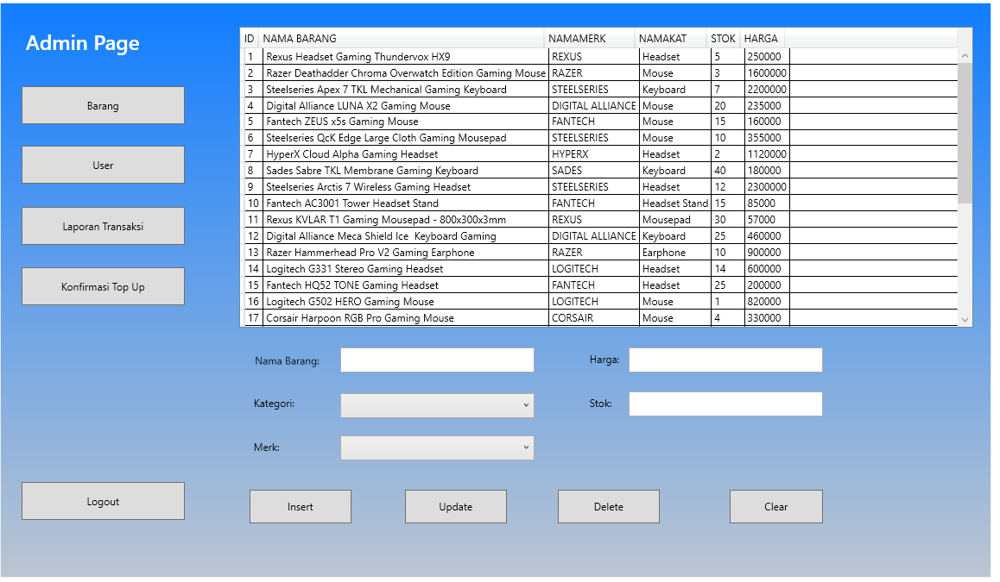 Admin Page
Barang
User
Laporan Transaksi
Konfirmasi Top Up
Logout
ID NAMA BARANG NAMAMERK NAMAKAT STOK HARGA
1 Rexus Headset Gaming Thundervox HX9 REXUS Headset 5 250000
2 Razer Deathadder Chroma Overwatch Edition Gaming Mouse RAZER Mouse 3 1600000
3 Steelseries Apex 7 TKL Mechanical Gaming Keyboard STEELSERIES Keyboard 7 2200000
4 Digital Alliance LUNA X2 Gaming Mouse DIGITAL ALLIANCE Mouse 20 235000
5 Fantech ZEUS x5s Gaming Mouse FANTECH Mouse 15 160000
6 Steelseries QcK Edge Large Cloth Gaming Mousepad STEELSERIES Mouse 10 355000
7 HyperX Cloud Alpha Gaming Headset HYPERX Headset 2 1120000
8 Sades Sabre TKL Membrane Gaming Keyboard SADES Keyboard 40 180000
9 Steelseries Arctis 7 Wireless Gaming Headset STEELSERIES Headset 12 2300000
10 Fantech AC3001 Tower Headset Stand FANTECH Headset Stand 15 85000
11 Rexus KVLAR T1 Gaming Mousepad - 800x300x3mm REXUS Mousepad 30 57000
12 Digital Alliance Meca Shield Ice  Keyboard Gaming DIGITAL ALLIANCE Keyboard 25 460000
13 Razer Hammerhead Pro V2 Gaming Earphone RAZER Earphone 10 900000
14 Logitech G331 Stereo Gaming Headset LOGITECH Headset 14 600000
15 Fantech HQ52 TONE Gaming Headset FANTECH Headset 25 200000
16 Logitech G502 HERO Gaming Mouse LOGITECH Mouse 1 820000
17 Corsair Harpoon RGB Pro Gaming Mouse CORSAIR Mouse 4 330000
Nama Barang: Harga:
Kategori: Stok:
Merk:
Insert Update Delete Clear